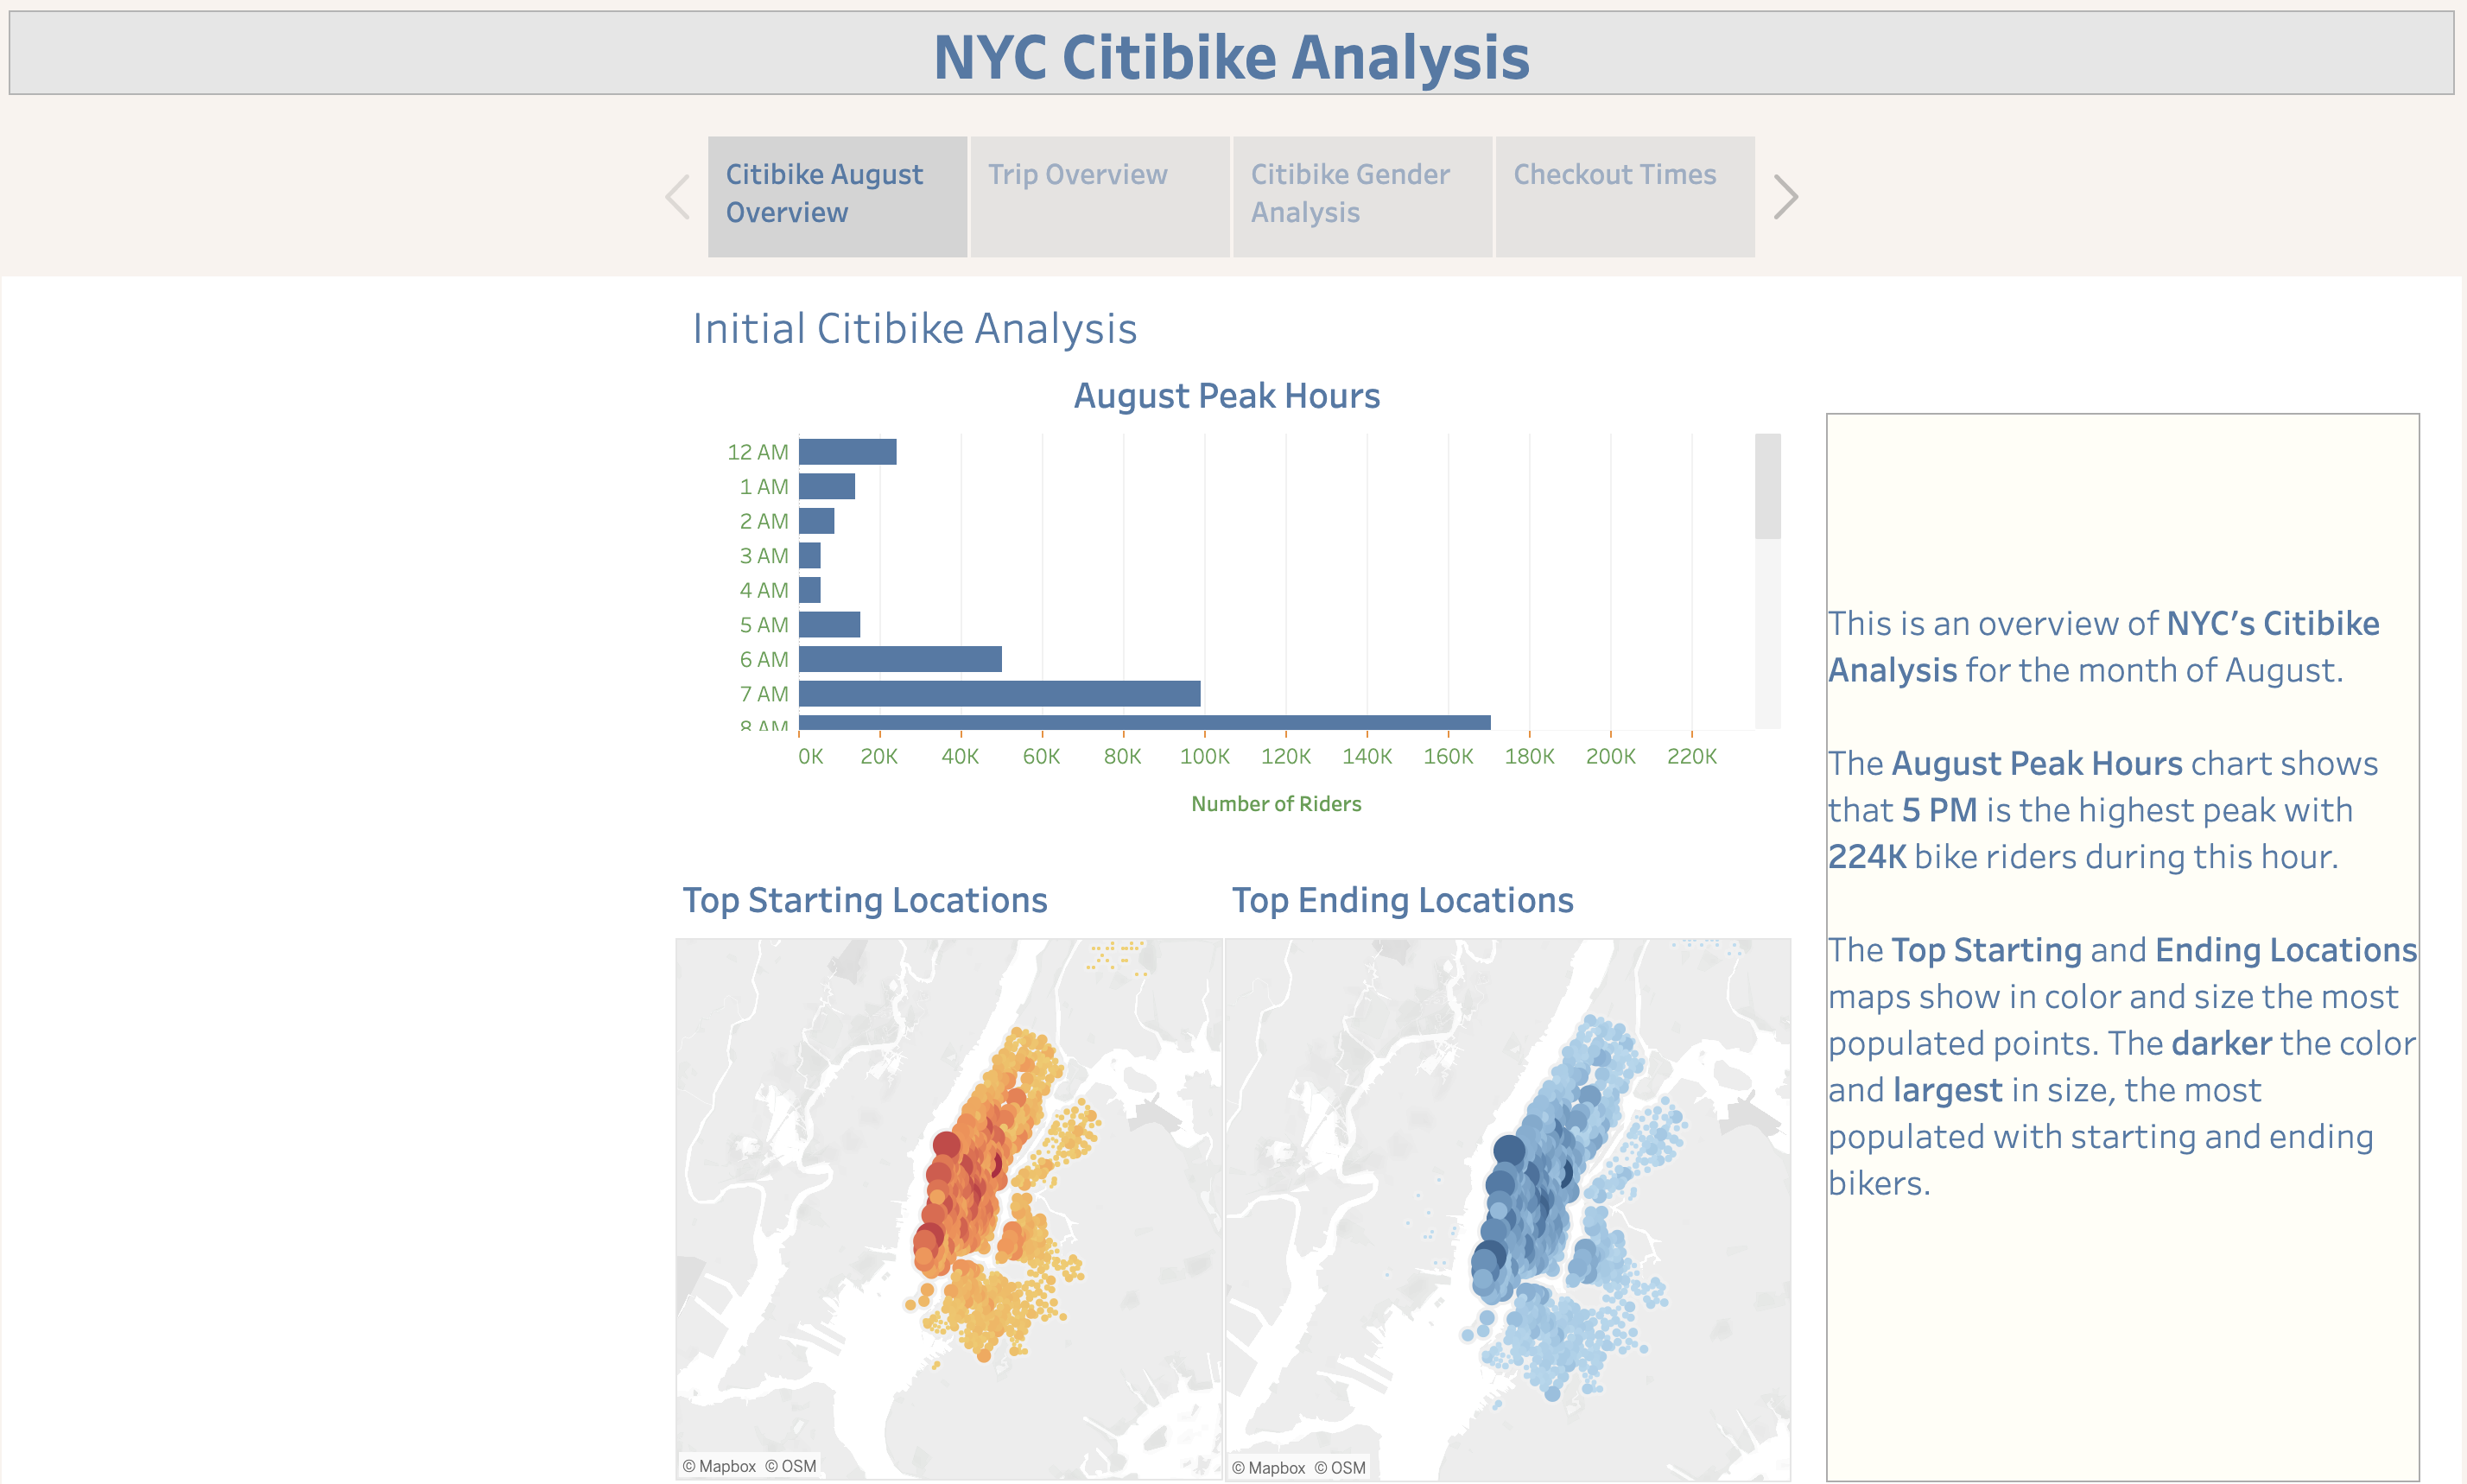 NYC Citibike Analysis
Citibike August
Overview
Trip Overview
Citibike Gender
Analysis
Checkout Times
Initial Citibike Analysis
August Peak Hours
12 AM
1 AM
2 AM
3 AM
4 AM
5 AM
6 AM
7 AM
8 AM
0K 20K 40K 60K 80K 100K 120K 140K 160K 180K 200K 220K
Number of Riders
Top Starting Locations
© Mapbox © OSM
Top Ending Locations
© Mapbox © OSM
This is an overview of NYC’s Citibike
Analysis for the month of August.
The August Peak Hours chart shows
that 5 PM is the highest peak with
224K bike riders during this hour.
The Top Starting and Ending Locations
maps show in color and size the most
populated points. The darker the color
and largest in size, the most
populated with starting and ending
bikers.